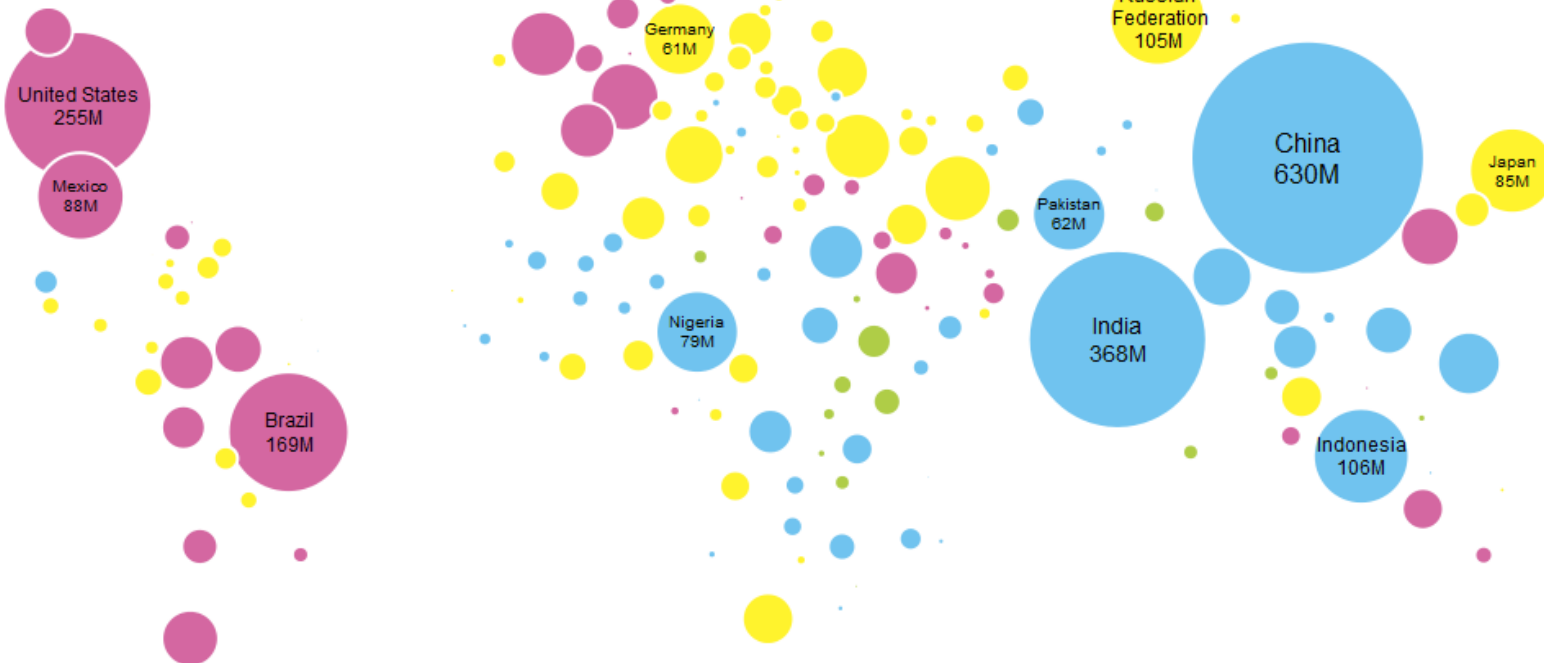 Germany
61M
Russian
Federation
105M
United States
255M
China
630M
Japan
85M
Mexico
88M
Pakistan
62M
Nigeria
79M
India
368M
Brazil
169M
Indonesia
106M